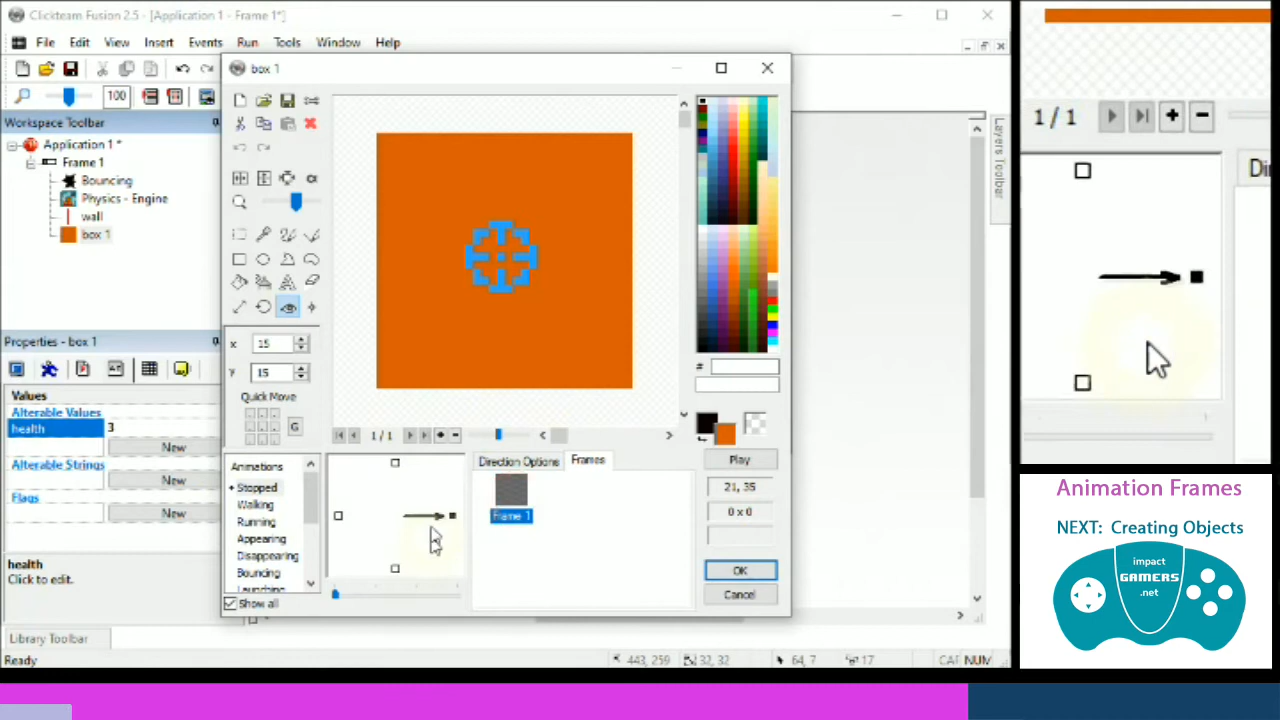 Clickteam Fusion 2.5 - [Application 1 - Frame 1*]
File Edit View Insert Events Run Tools Window Help
100
Workspace Toolbar
Application 1 *
Frame 1
Bouncing
Physics - Engine
wall
box 1
Properties - box 1
Values
Alterable Values
health 3
New
Alterable Strings
New
Flags
New
health
Click to edit.
Library Toolbar
Ready
443, 259
32, 32
64, 7
17
CAP NUM
box 1
x 15
y 15
Quick Move
G
1 / 1
#
Animations
Stopped
Walking
Running
Appearing
Disappearing
Bouncing
Launching
Show all
Direction Options
Frames
Frame 1
Play
21, 35
0 x 0
OK
Cancel
Layers Toolbar
1 / 1
Animation Frames
NEXT: Creating Objects
impact
GAMERS
.net